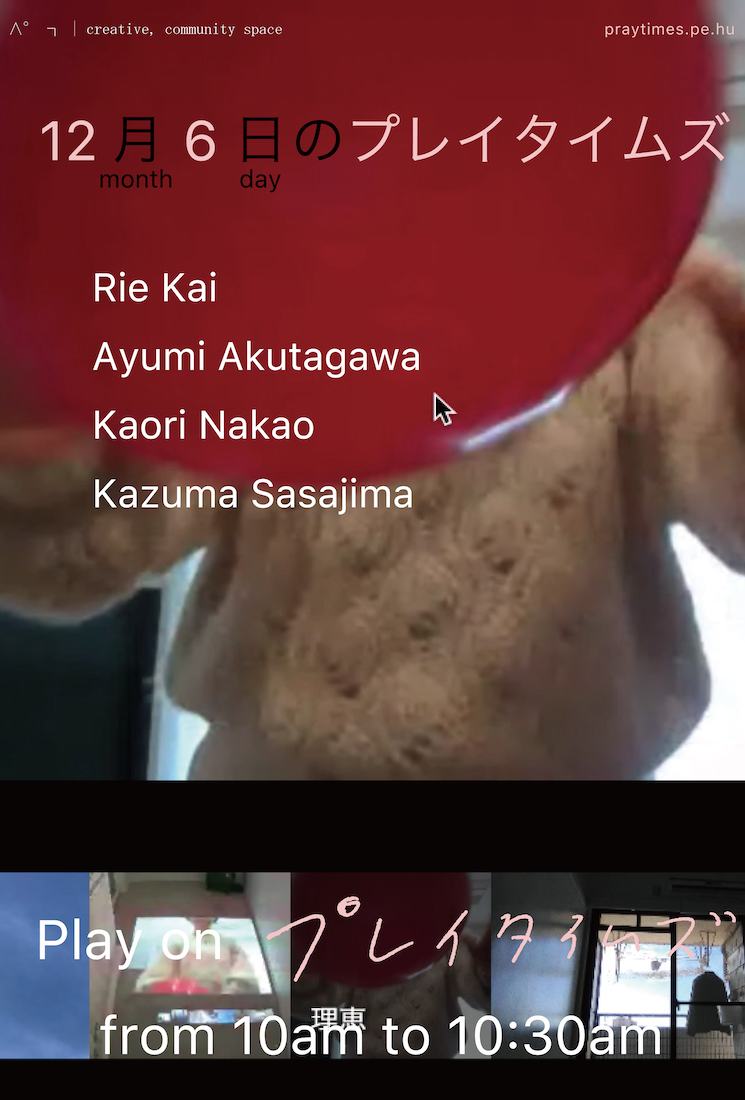 creative, community space
praytimes.pe.hu
12月6日のプレイタイムズ
month day
Rie Kai
Ayumi Akutagawa
Kaori Nakao
Kazuma Sasajima
Play on プレイタイムズ
理恵
from 10am to 10:30am